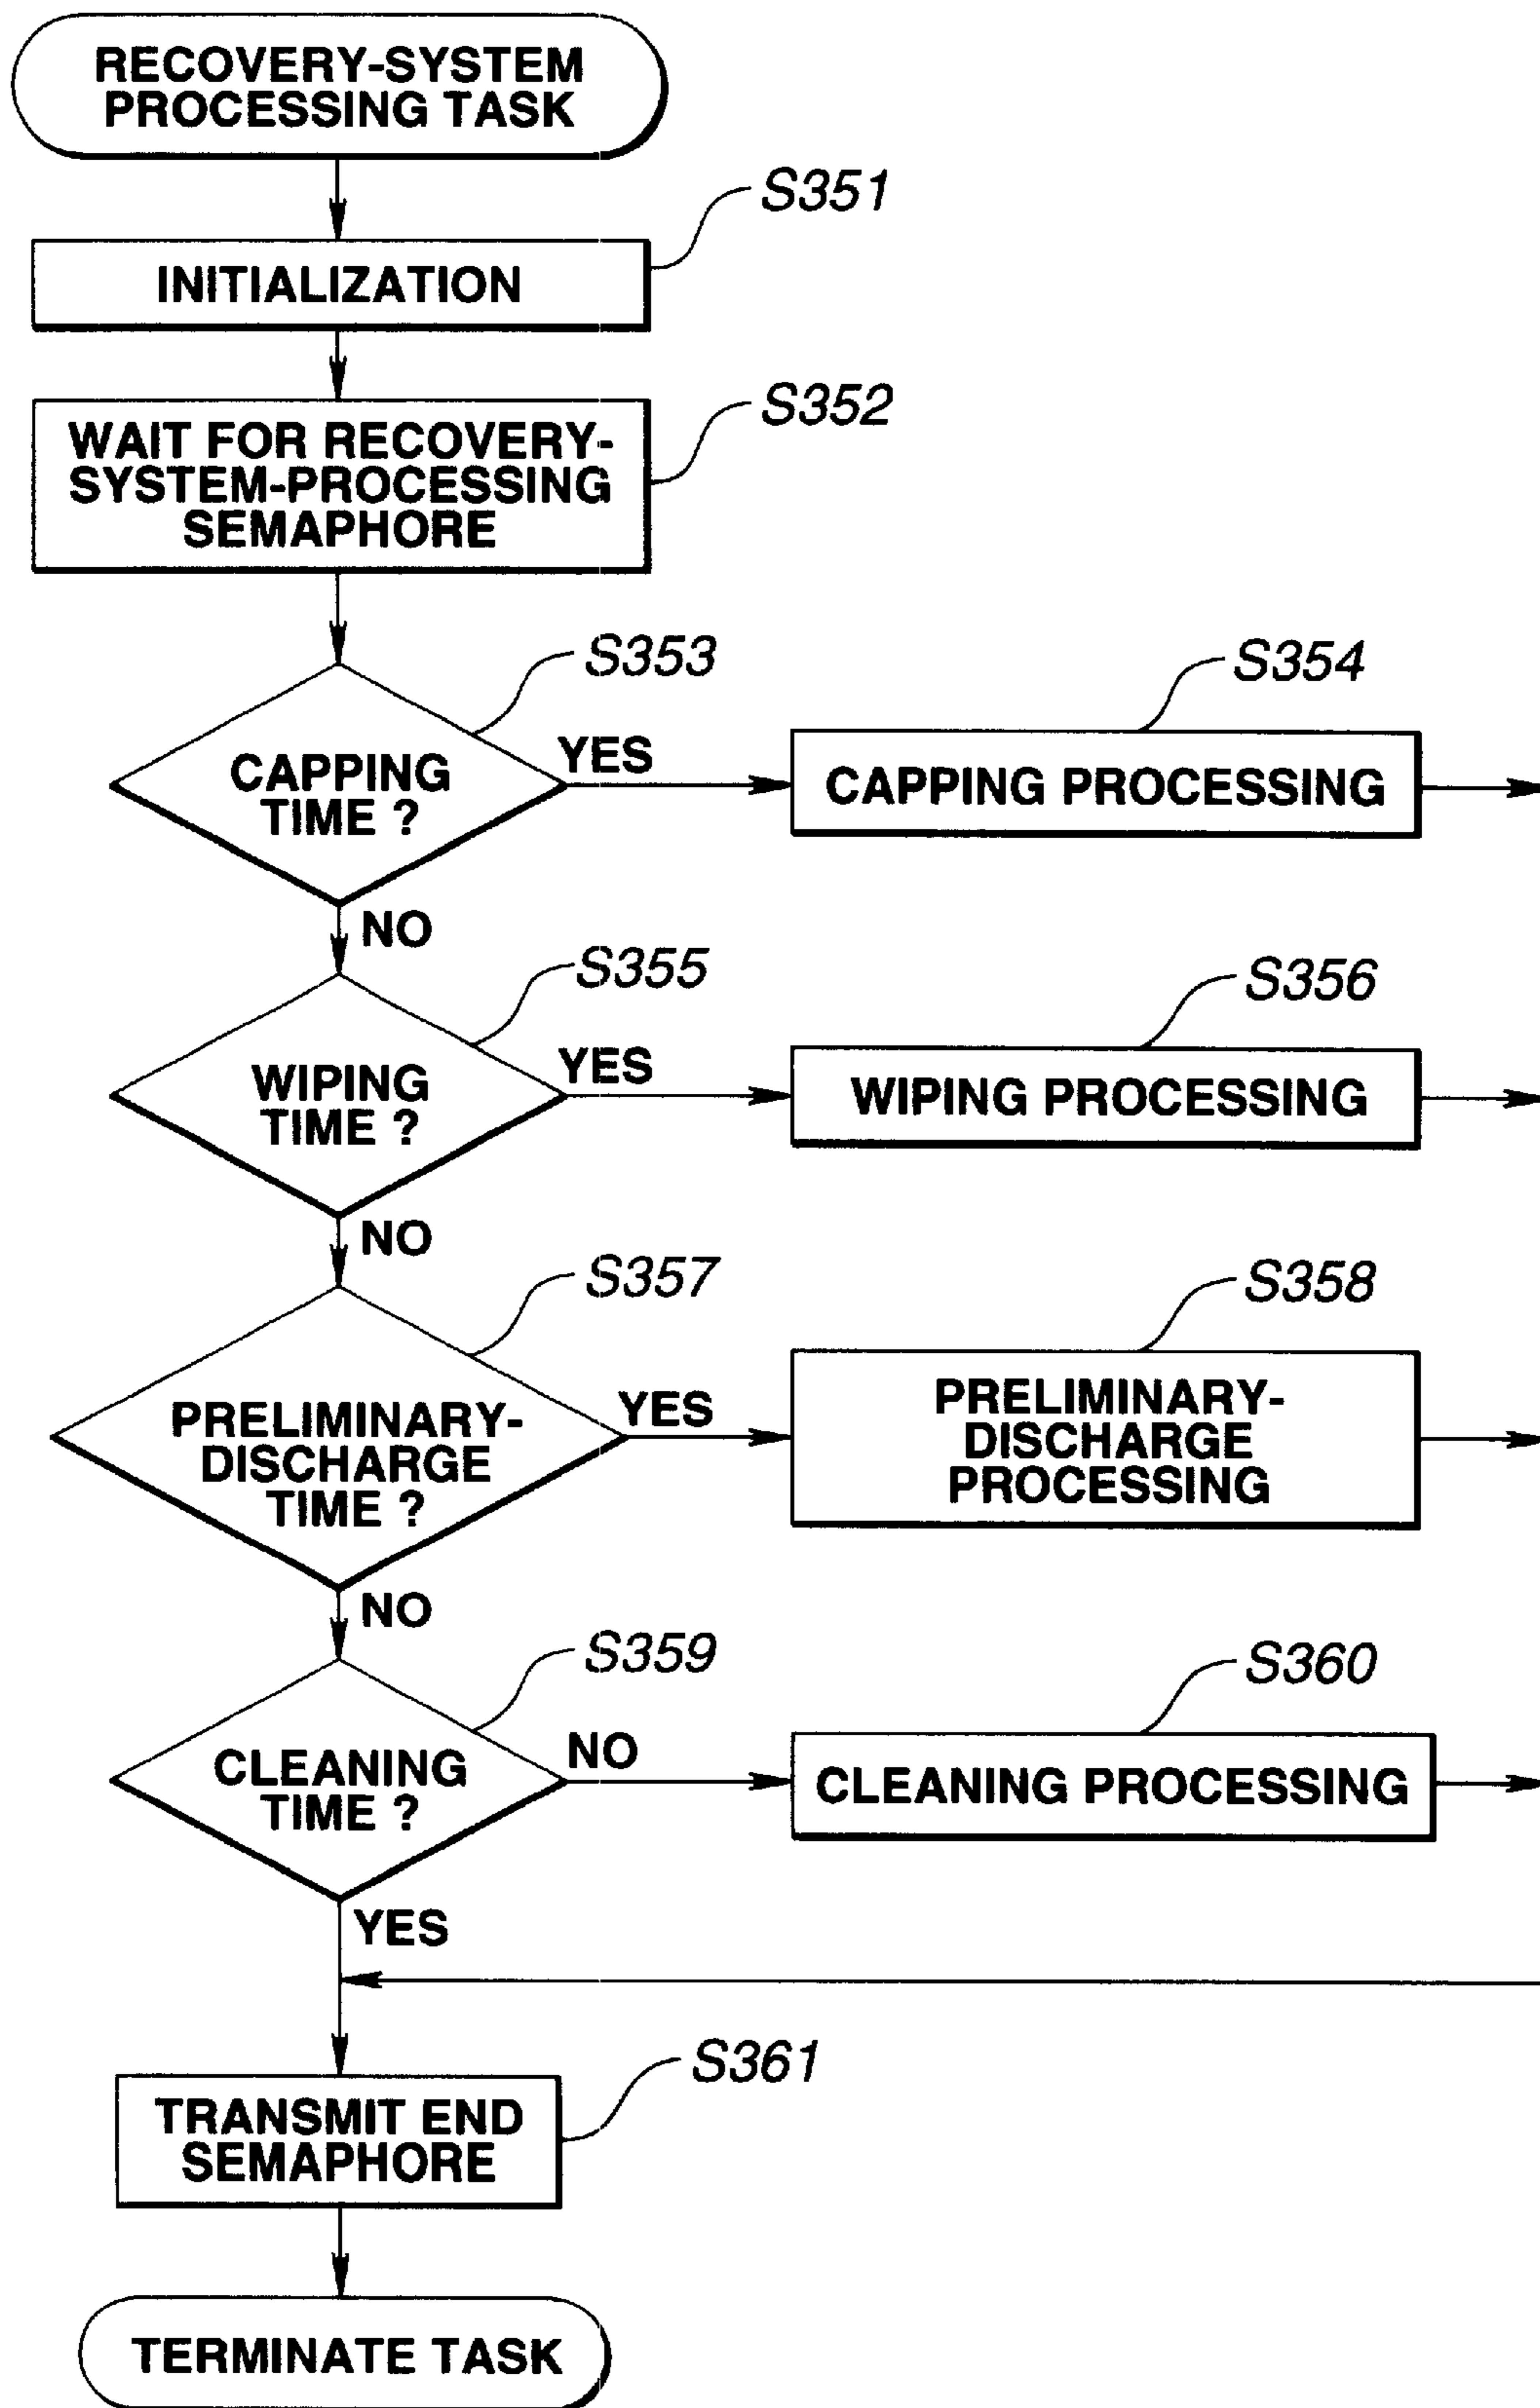 RECOVERY-SYSTEM
PROCESSING TASK
S351
INITIALIZATION
S352
WAIT FOR RECOVERY-
SYSTEM-PROCESSING
SEMAPHORE
S353
CAPPING
TIME ?
YES
S354
CAPPING PROCESSING
NO
S355
WIPING
TIME ?
YES
S356
WIPING PROCESSING
NO
S357
PRELIMINARY-
DISCHARGE
TIME ?
YES
S358
PRELIMINARY-
DISCHARGE
PROCESSING
NO
S359
CLEANING
TIME ?
NO
S360
CLEANING PROCESSING
YES
S361
TRANSMIT END
SEMAPHORE
TERMINATE TASK